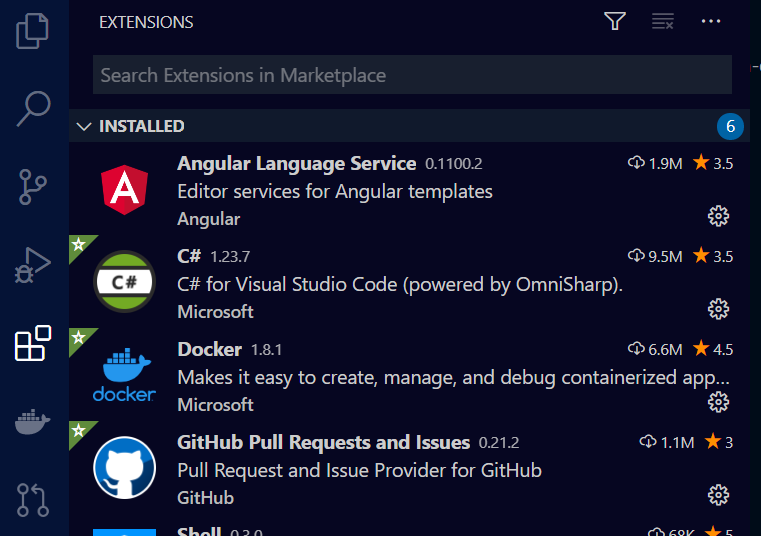 EXTENSIONS
Search Extensions in Marketplace
INSTALLED 6
Angular Language Service 0.1100.2 1.9M 3.5
Editor services for Angular templates
Angular
C# 1.23.7 9.5M 3.5
C# C# for Visual Studio Code (powered by OmniSharp).
Microsoft
Docker 1.8.1 6.6M 4.5
Makes it easy to create, manage, and debug containerized app...
docker
Microsoft
GitHub Pull Requests and Issues 0.21.2 1.1M 3
Pull Request and Issue Provider for GitHub
GitHub
Shell 0.3.0 68K 5